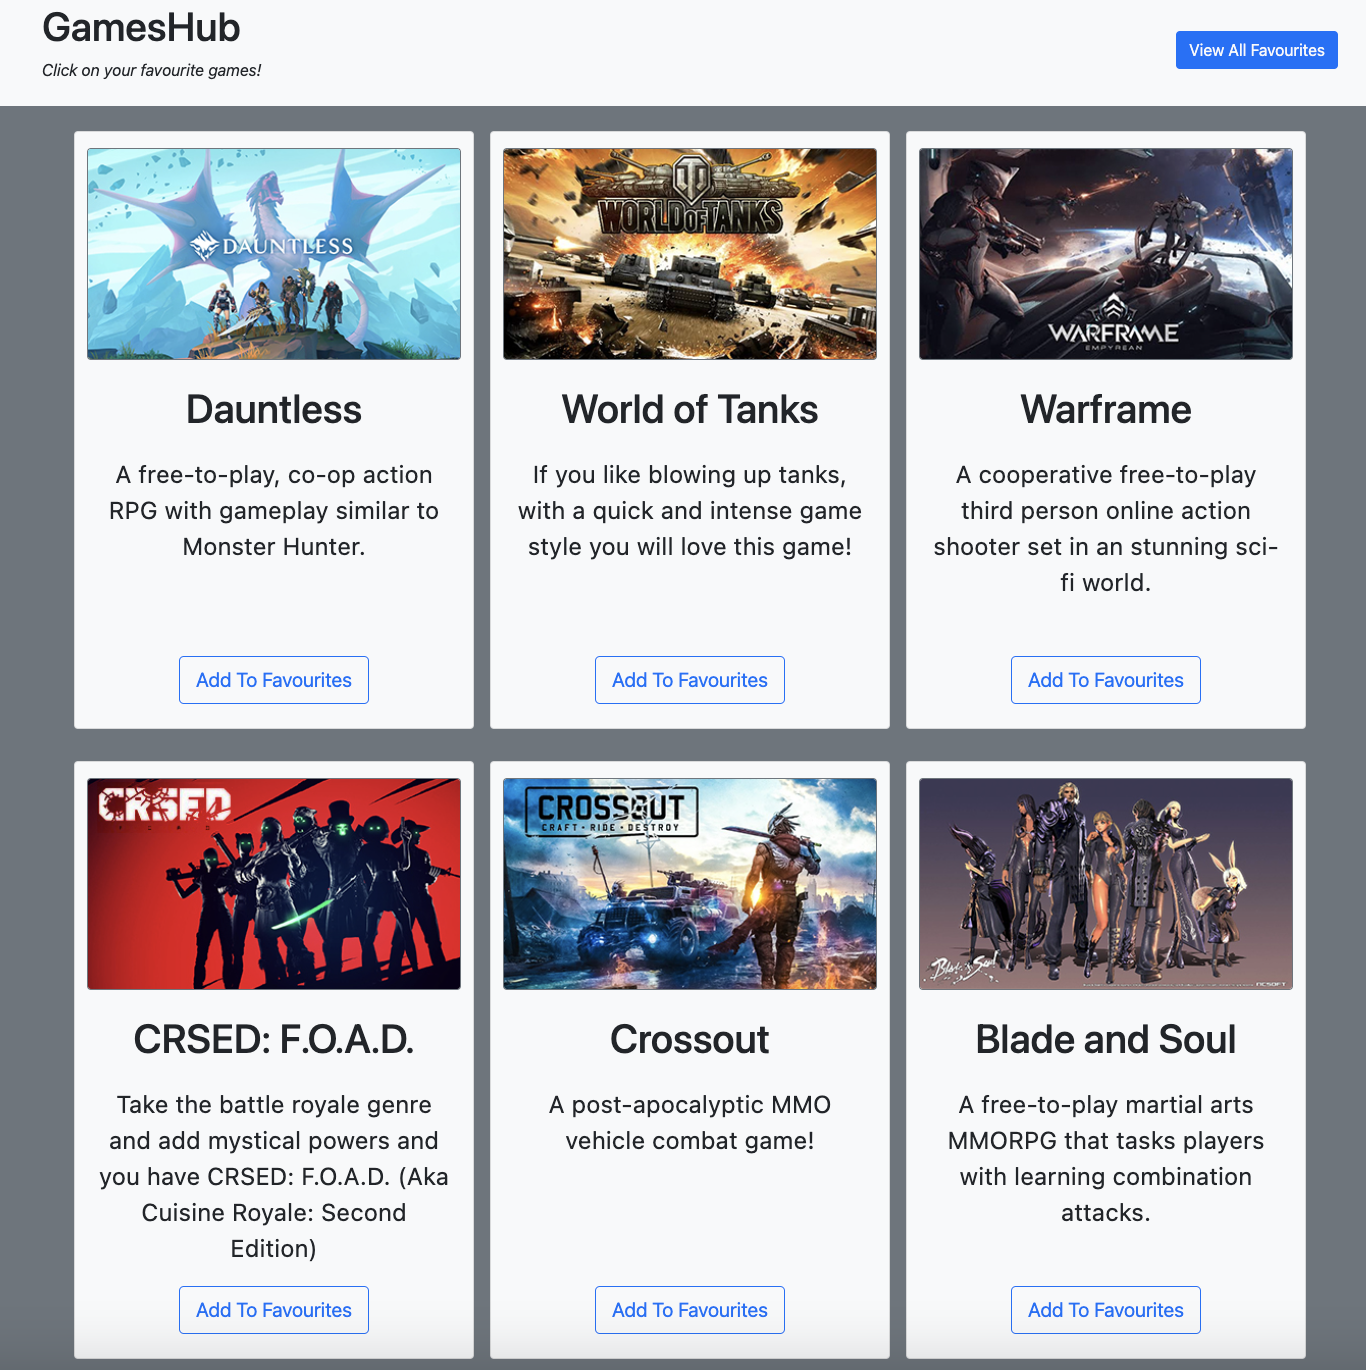 GamesHub
Click on your favourite games!
View All Favourites
DAUNTLESS
WORLD OF TANKS
WARFRAME
EMPYREAN
Dauntless
World of Tanks
Warframe
A free-to-play, co-op action
RPG with gameplay similar to
Monster Hunter.
If you like blowing up tanks,
with a quick and intense game
style you will love this game!
A cooperative free-to-play
third person online action
shooter set in an stunning sci-
fi world.
Add To Favourites
Add To Favourites
Add To Favourites
CRSED
F O A D
CROSSOUT
CRAFT • RIDE • DESTROY
Blade & Soul
NCSOFT
CRSED: F.O.A.D.
Crossout
Blade and Soul
Take the battle royale genre
and add mystical powers and
you have CRSED: F.O.A.D. (Aka
Cuisine Royale: Second
Edition)
A post-apocalyptic MMO
vehicle combat game!
A free-to-play martial arts
MMORPG that tasks players
with learning combination
attacks.
Add To Favourites
Add To Favourites
Add To Favourites